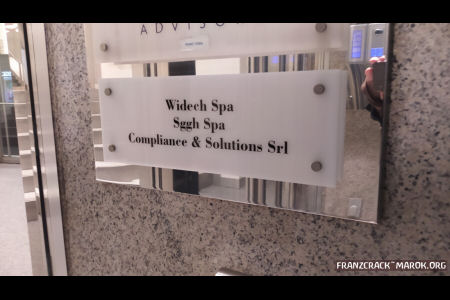 ADVISO
Widech Spa
Sggh Spa
Compliance & Solutions Srl
FRANZCRACK~MAROK.ORG